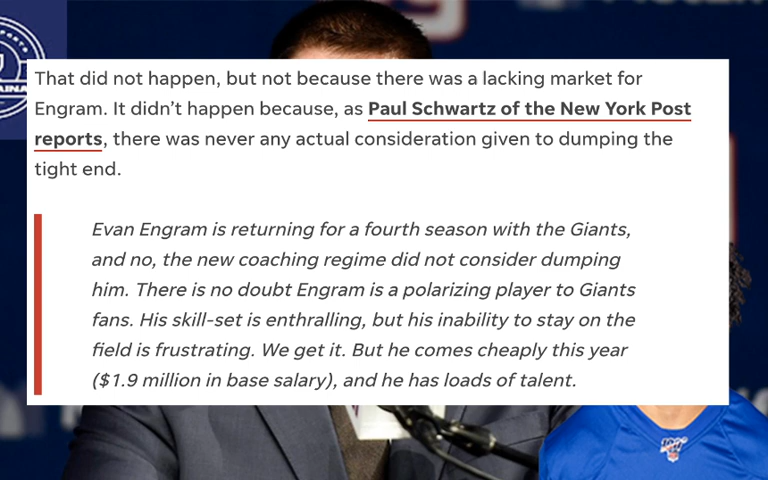 That did not happen, but not because there was a lacking market for
Engram. It didn’t happen because, as Paul Schwartz of the New York Post
reports, there was never any actual consideration given to dumping the
tight end.
Evan Engram is returning for a fourth season with the Giants,
and no, the new coaching regime did not consider dumping
him. There is no doubt Engram is a polarizing player to Giants
fans. His skill-set is enthralling, but his inability to stay on the
field is frustrating. We get it. But he comes cheaply this year
($1.9 million in base salary), and he has loads of talent.